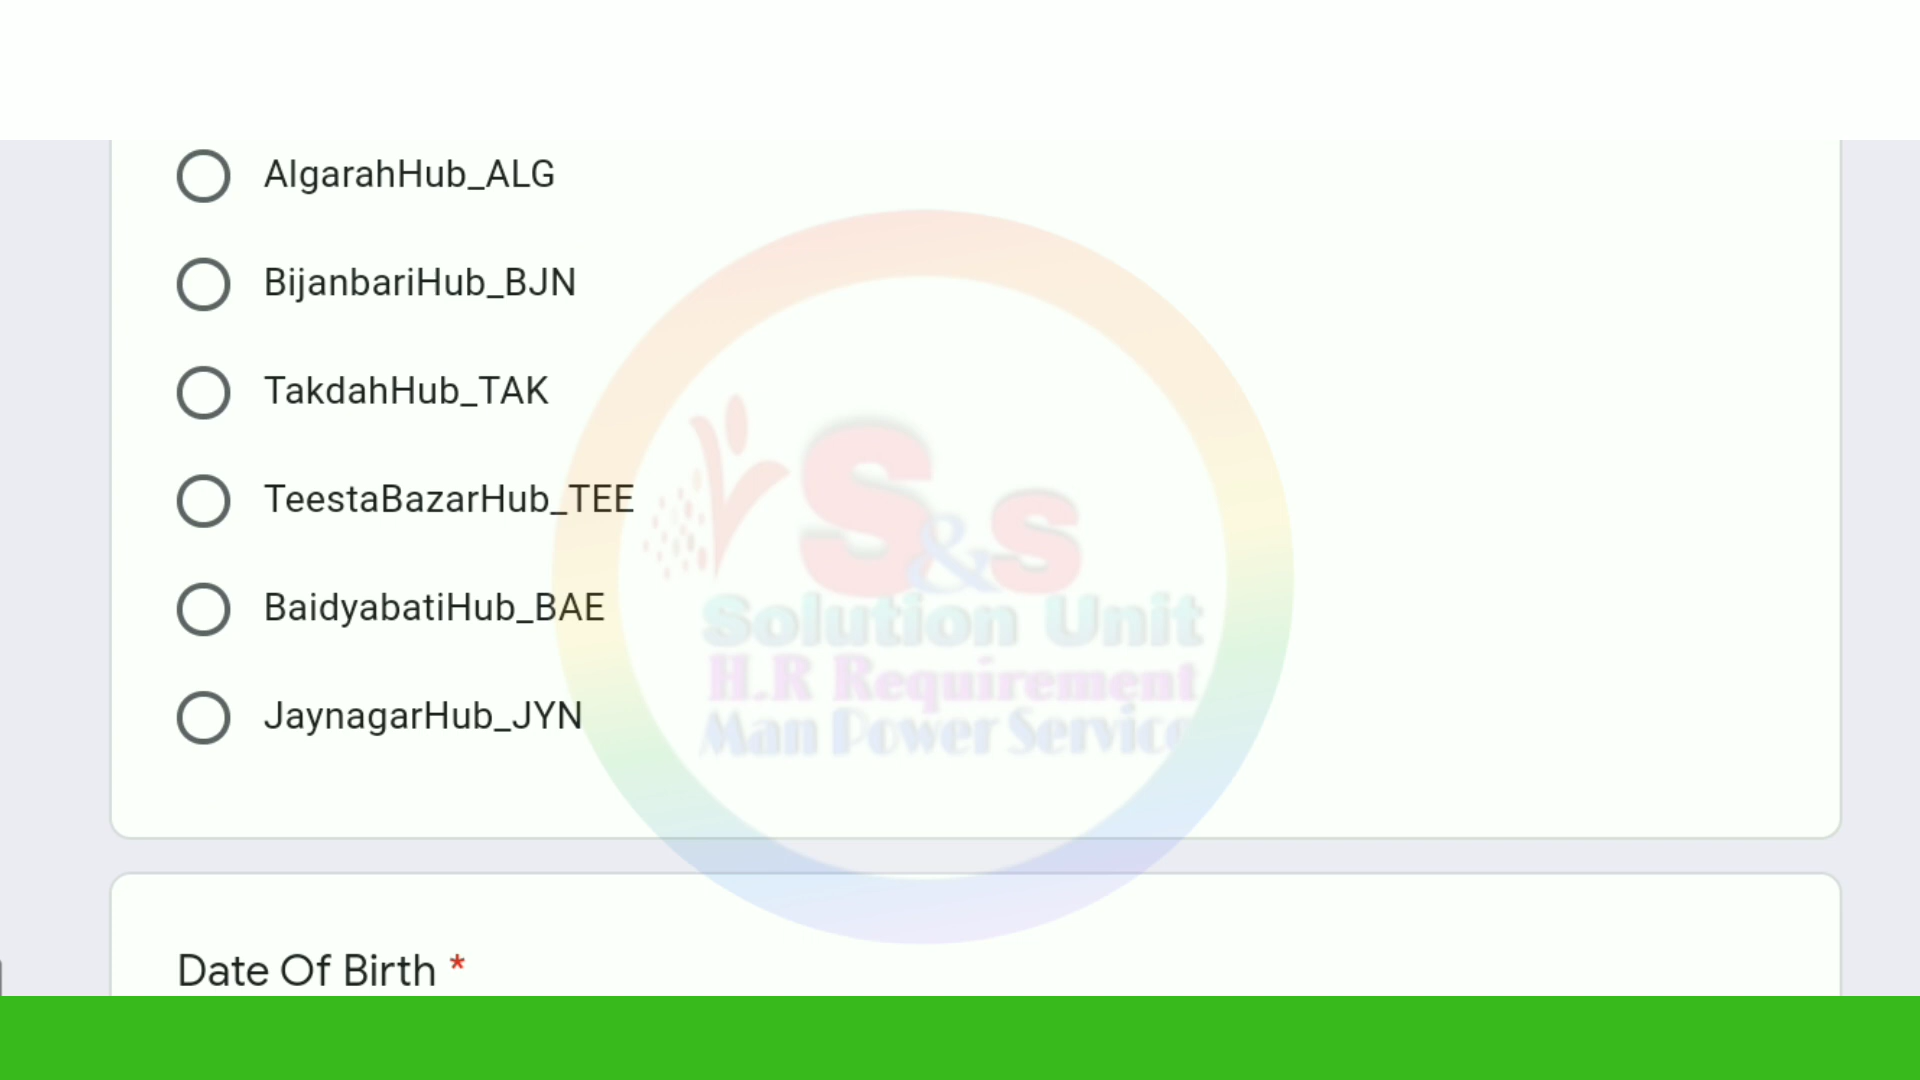 AlgarahHub_ALG
BijanbariHub_BJN
TakdahHub_TAK
TeestaBazarHub_TEE
BaidyabatiHub_BAE
JaynagarHub_JYN
S&s
Solution Unit
H.R Requirement
Man Power Service
Date Of Birth *